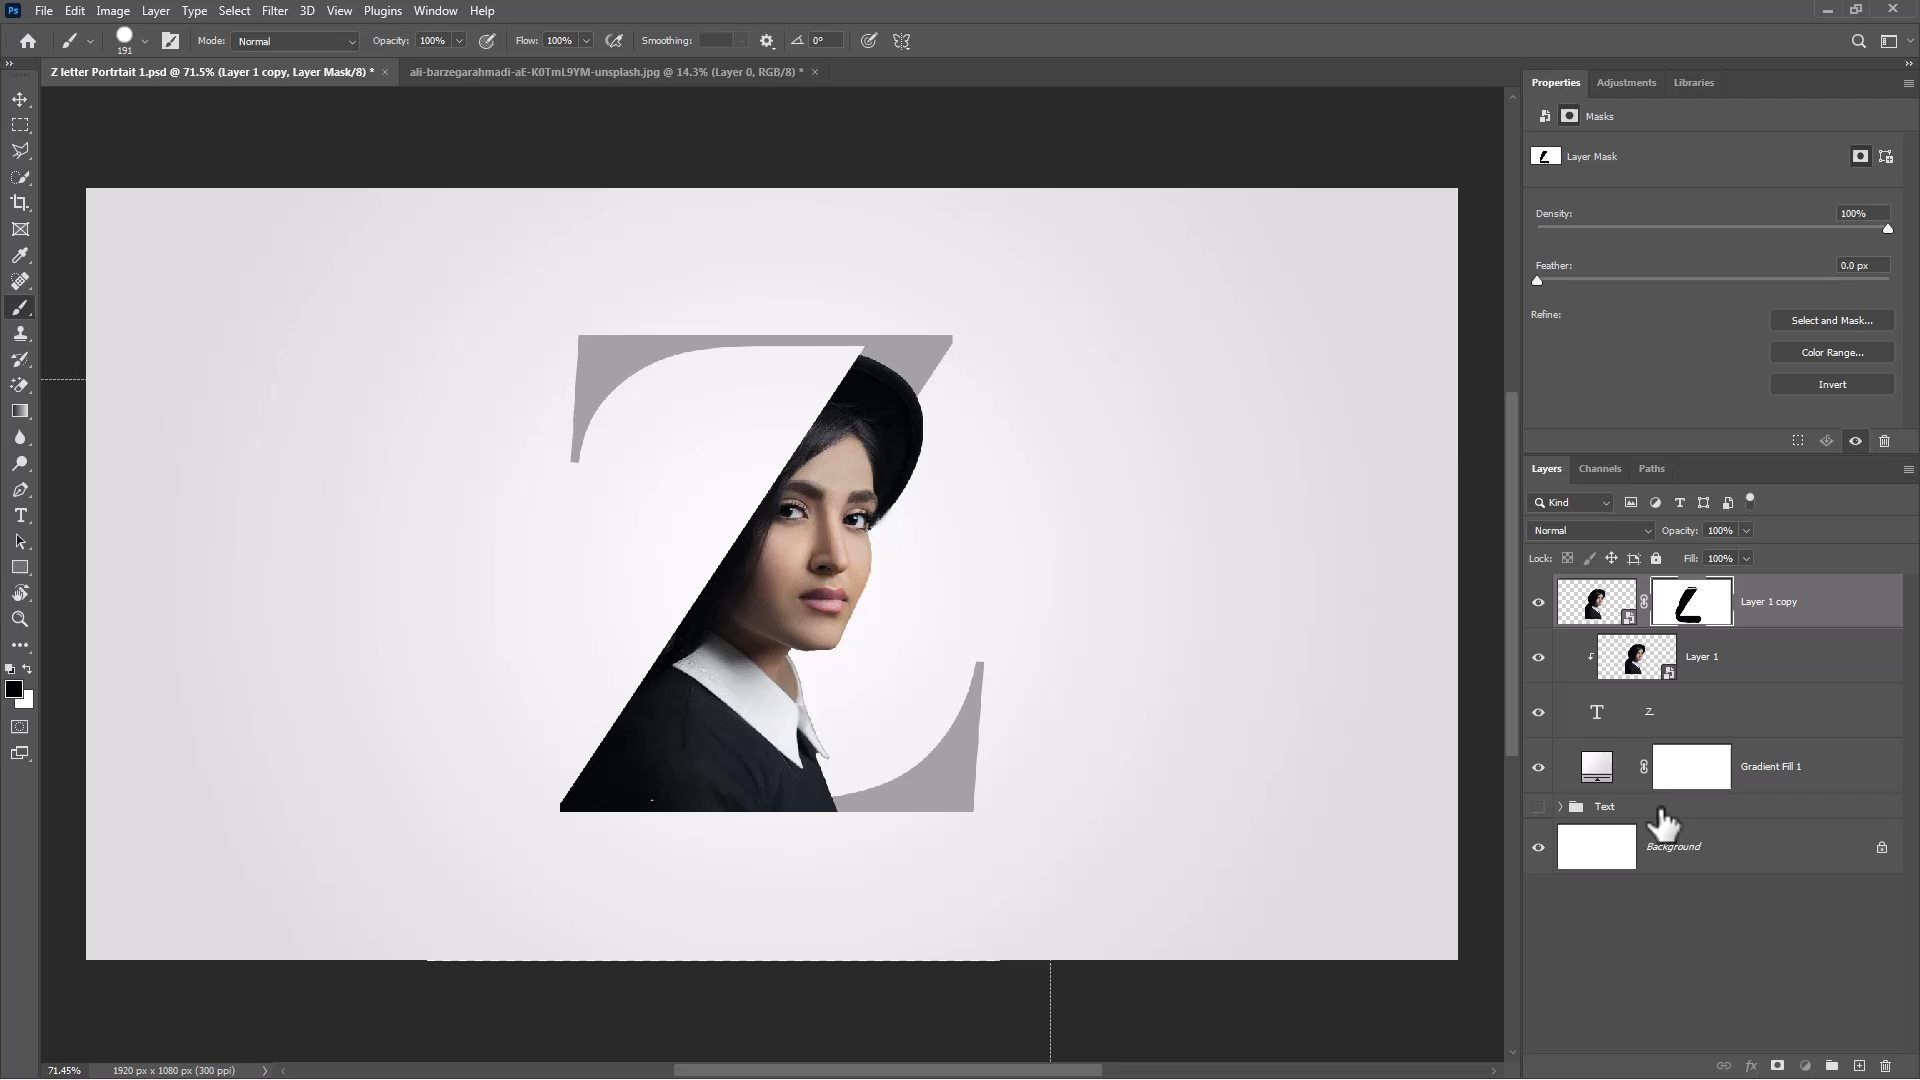 Ps File Edit Image Layer Type Select Filter 3D View Plugins Window Help
191 Mode: Normal Opacity: 100% Flow: 100% Smoothing: 0°
Z letter Portrtait 1.psd @ 71.5% (Layer 1 copy, Layer Mask/8) * ali-barzegarahmadi-aE-K0TmL9YM-unsplash.jpg @ 14.3% (Layer 0, RGB/8) *
Properties Adjustments Libraries
Masks
Layer Mask
Density: 100%
Feather: 0.0 px
Refine: Select and Mask...
Color Range...
Invert
Layers Channels Paths
Kind
Normal Opacity: 100%
Lock: Fill: 100%
Layer 1 copy
Layer 1
T Z
Gradient Fill 1
Text
Background
71.45% 1920 px x 1080 px (300 ppi)